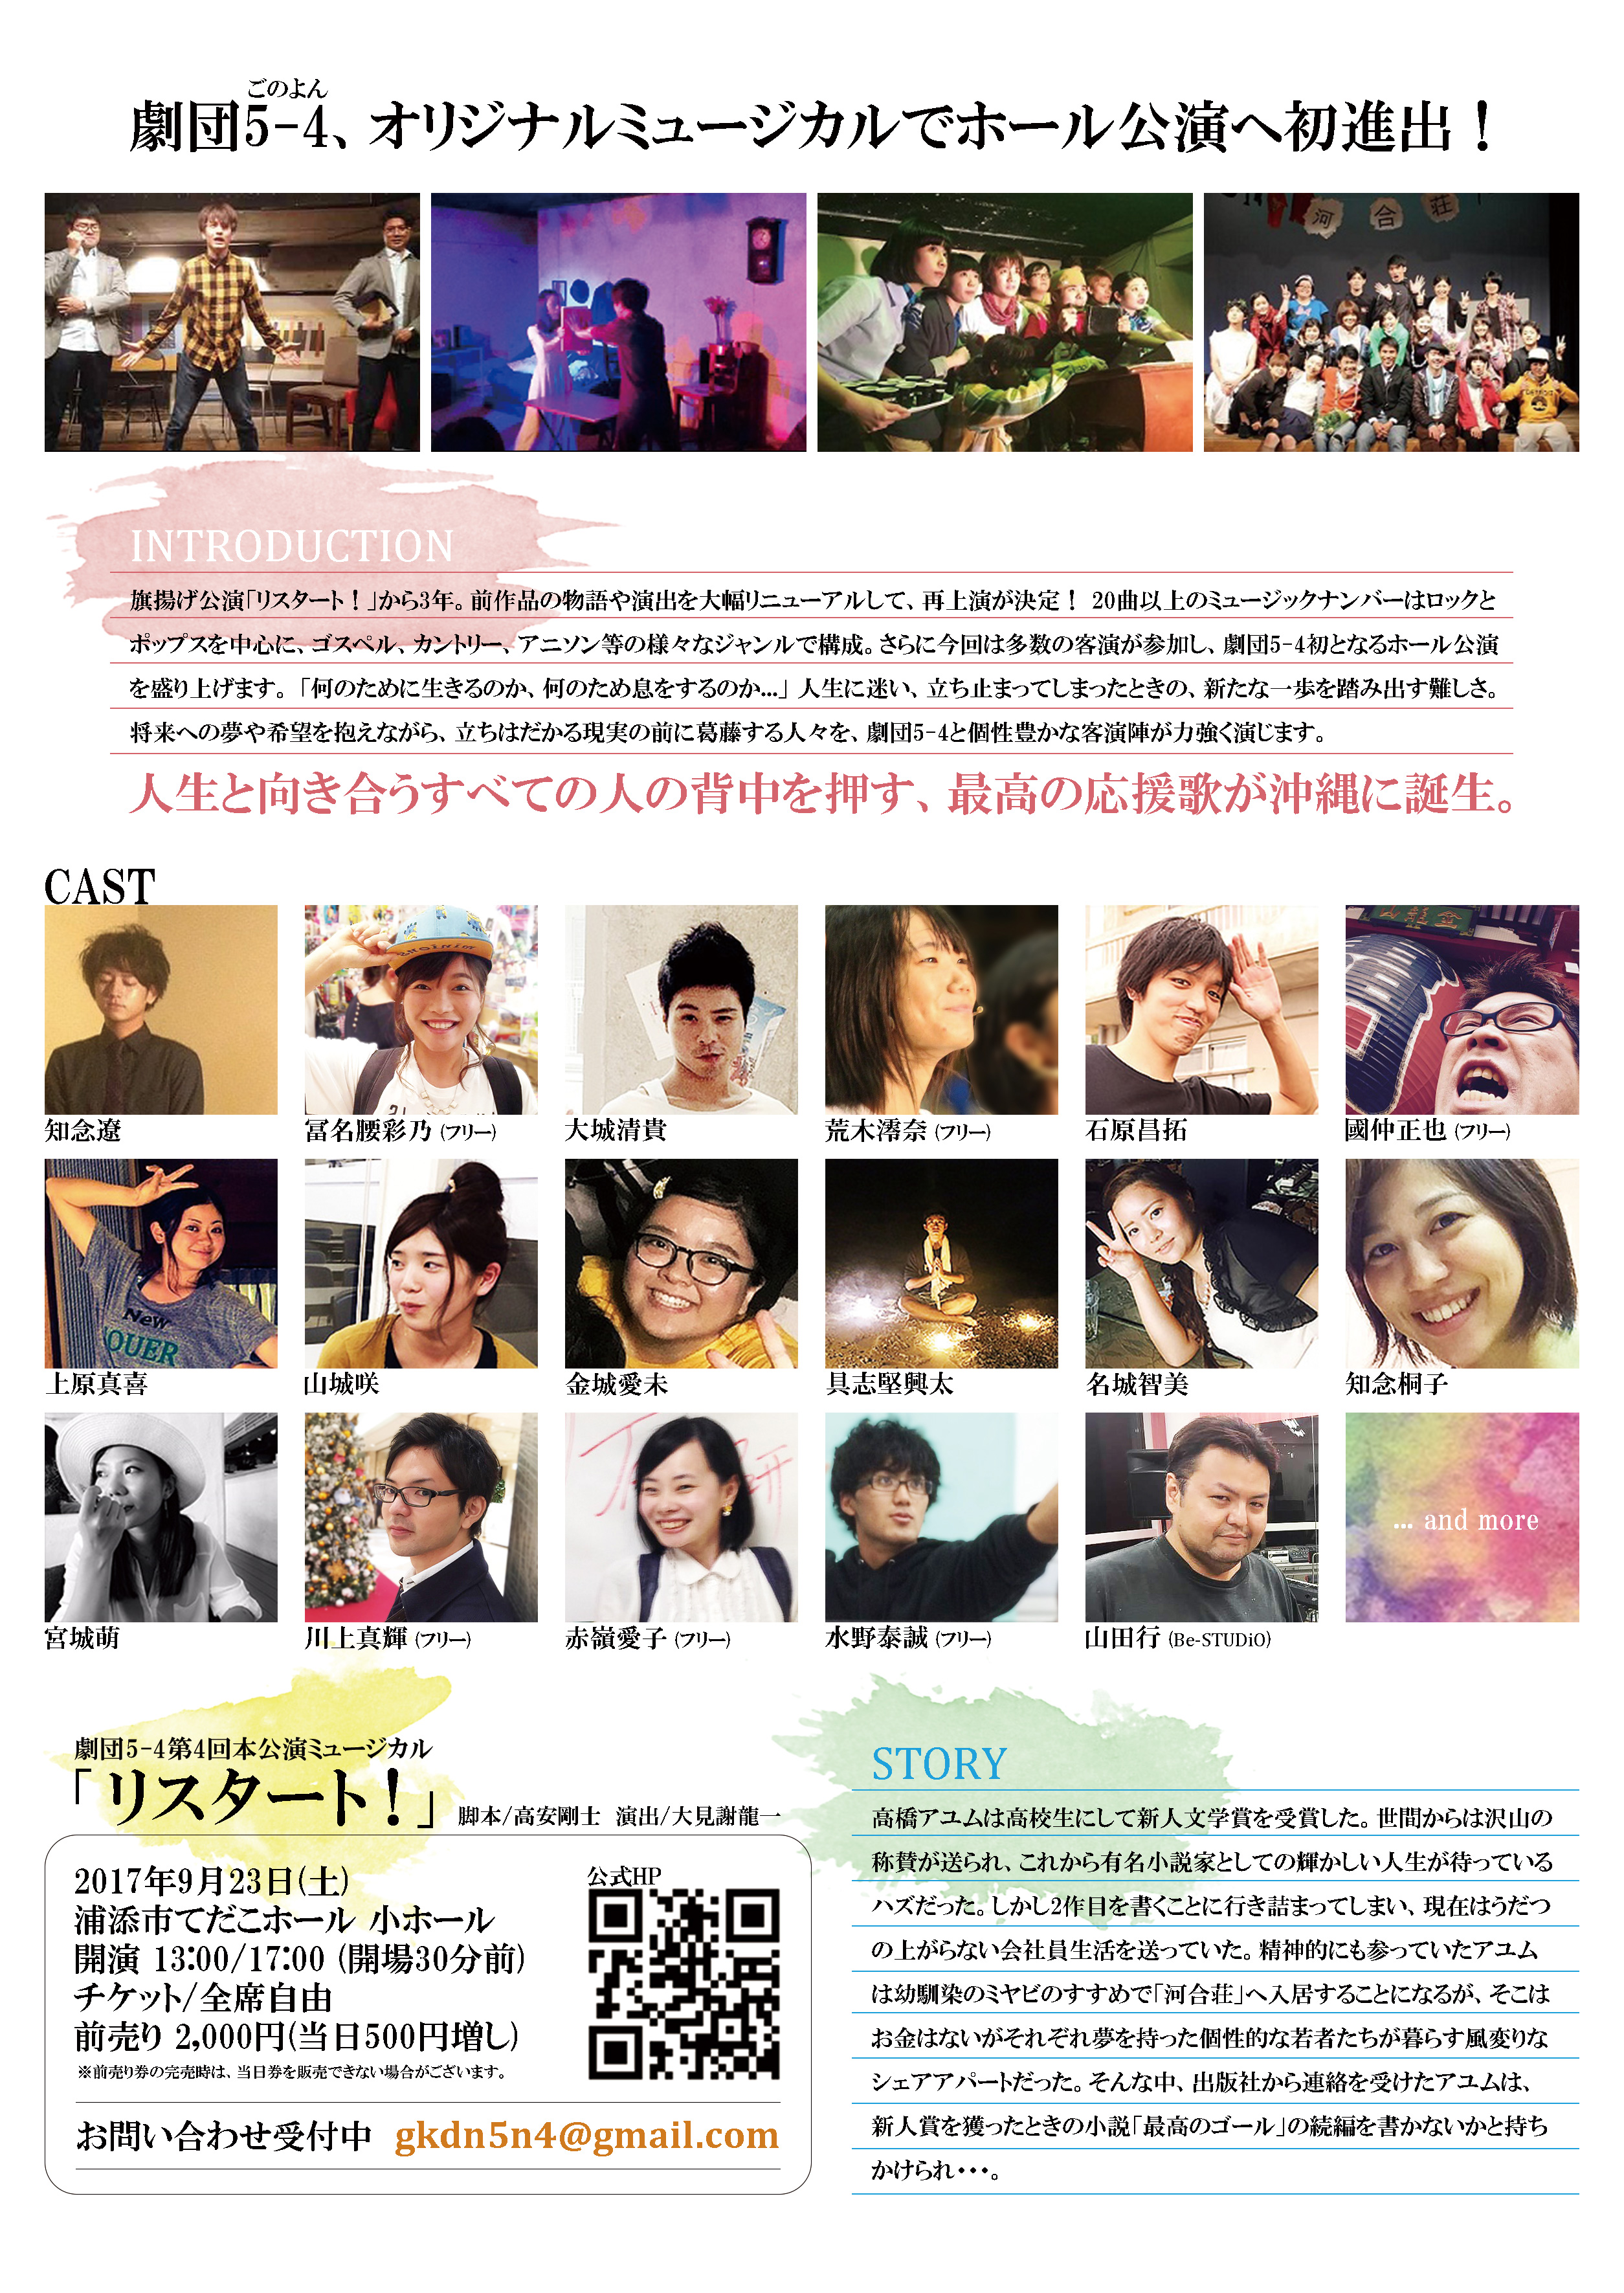 ごのよん
劇団5-4、オリジナルミュージカルでホール公演へ初進出！
河合荘
INTRODUCTION
旗揚げ公演「リスタート！」から3年。前作品の物語や演出を大幅リニューアルして、再上演が決定！ 20曲以上のミュージックナンバーはロックと
ポップスを中心に、ゴスペル、カントリー、アニソン等の様々なジャンルで構成。さらに今回は多数の客演が参加し、劇団5-4初となるホール公演
を盛り上げます。「何のために生きるのか、何のため息をするのか…」人生に迷い、立ち止まってしまったときの、新たな一歩を踏み出す難しさ。
将来への夢や希望を抱えながら、立ちはだかる現実の前に葛藤する人々を、劇団5-4と個性豊かな客演陣が力強く演じます。
人生と向き合うすべての人の背中を押す、最高の応援歌が沖縄に誕生。
CAST
知念遼
冨名腰彩乃 (フリー)
大城清貴
荒木澪奈 (フリー)
石原昌拓
國仲正也 (フリー)
New
上原真喜
山城咲
金城愛未
具志堅興太
名城智美
知念桐子
宮城萌
川上真輝 (フリー)
赤嶺愛子 (フリー)
水野泰誠 (フリー)
山田行 (Be-STUDiO)
... and more
劇団5-4第4回本公演ミュージカル
「リスタート！」
脚本/高安剛士 演出/大見謝龍一
2017年9月23日(土)
浦添市てだこホール 小ホール
開演 13:00/17:00 (開場30分前)
チケット/全席自由
前売り 2,000円(当日500円増し)
※前売り券の完売時は、当日券を販売できない場合がございます。
公式HP
お問い合わせ受付中 gkdn5n4@gmail.com
STORY
高橋アユムは高校生にして新人文学賞を受賞した。世間からは沢山の
称賛が送られ、これから有名小説家としての輝かしい人生が待っている
ハズだった。しかし2作目を書くことに行き詰まってしまい、現在はうだつ
の上がらない会社員生活を送っていた。精神的にも参っていたアユム
は幼馴染のミヤビのすすめで「河合荘」へ入居することになるが、そこは
お金はないがそれぞれ夢を持った個性的な若者たちが暮らす風変りな
シェアアパートだった。そんな中、出版社から連絡を受けたアユムは、
新人賞を獲ったときの小説「最高のゴール」の続編を書かないかと持ち
かけられ・・・。